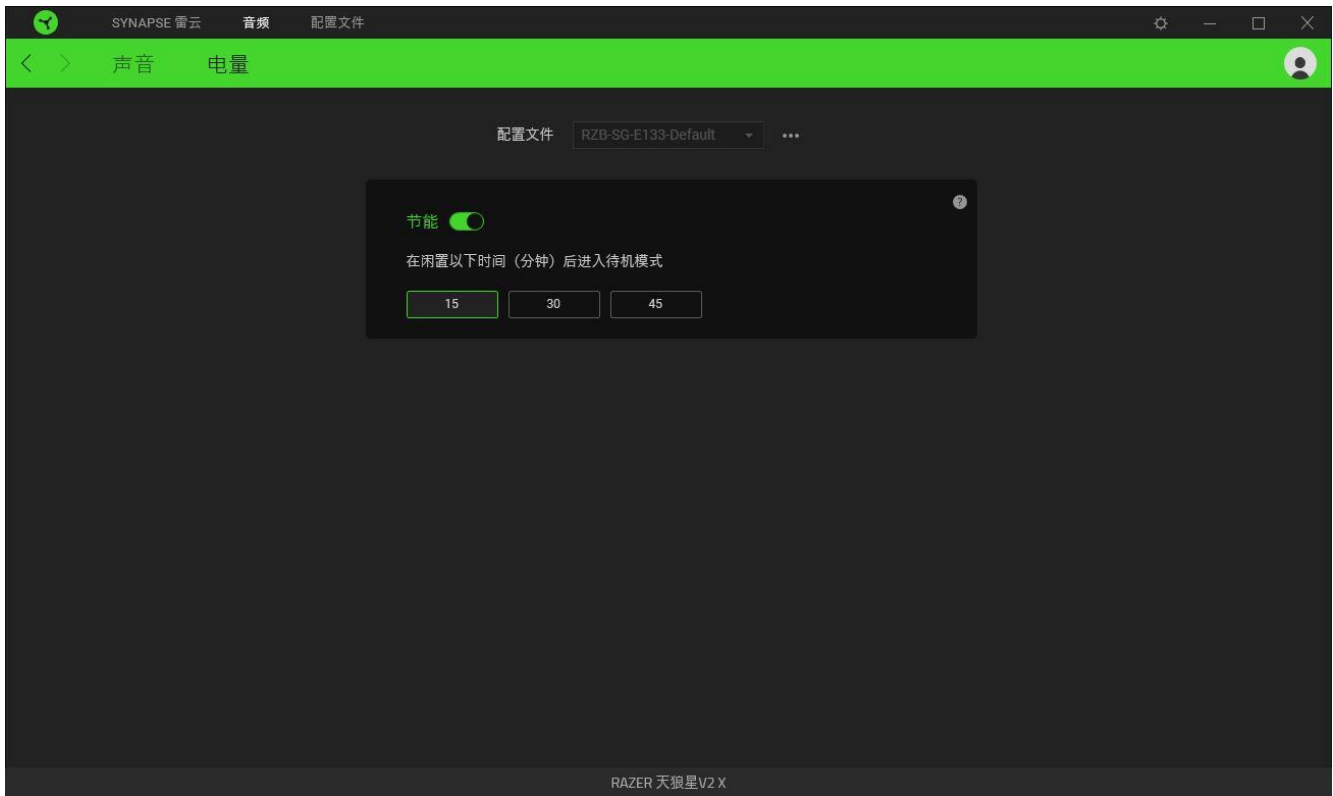 SYNAPSE 雷云 音频 配置文件
声音 电量
配置文件 RZB-SG-E133-Default
节能
?
在闲置以下时间（分钟）后进入待机模式
15 30 45
RAZER 天狼星V2 X